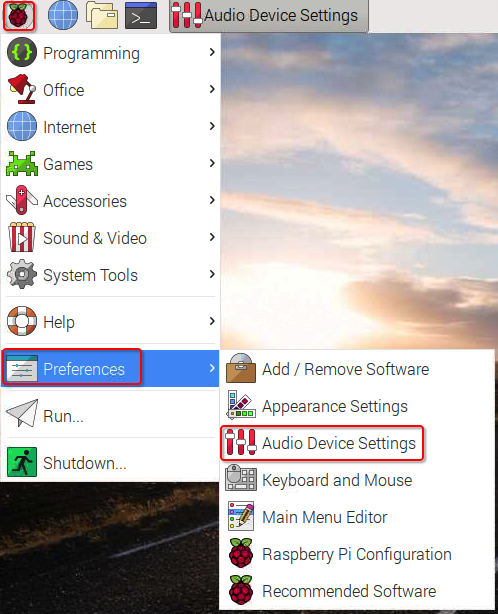 Audio Device Settings
Programming
Office
Internet
Games
Accessories
Sound & Video
System Tools
Help
Preferences
Run...
Shutdown...
Add / Remove Software
Appearance Settings
Audio Device Settings
Keyboard and Mouse
Main Menu Editor
Raspberry Pi Configuration
Recommended Software